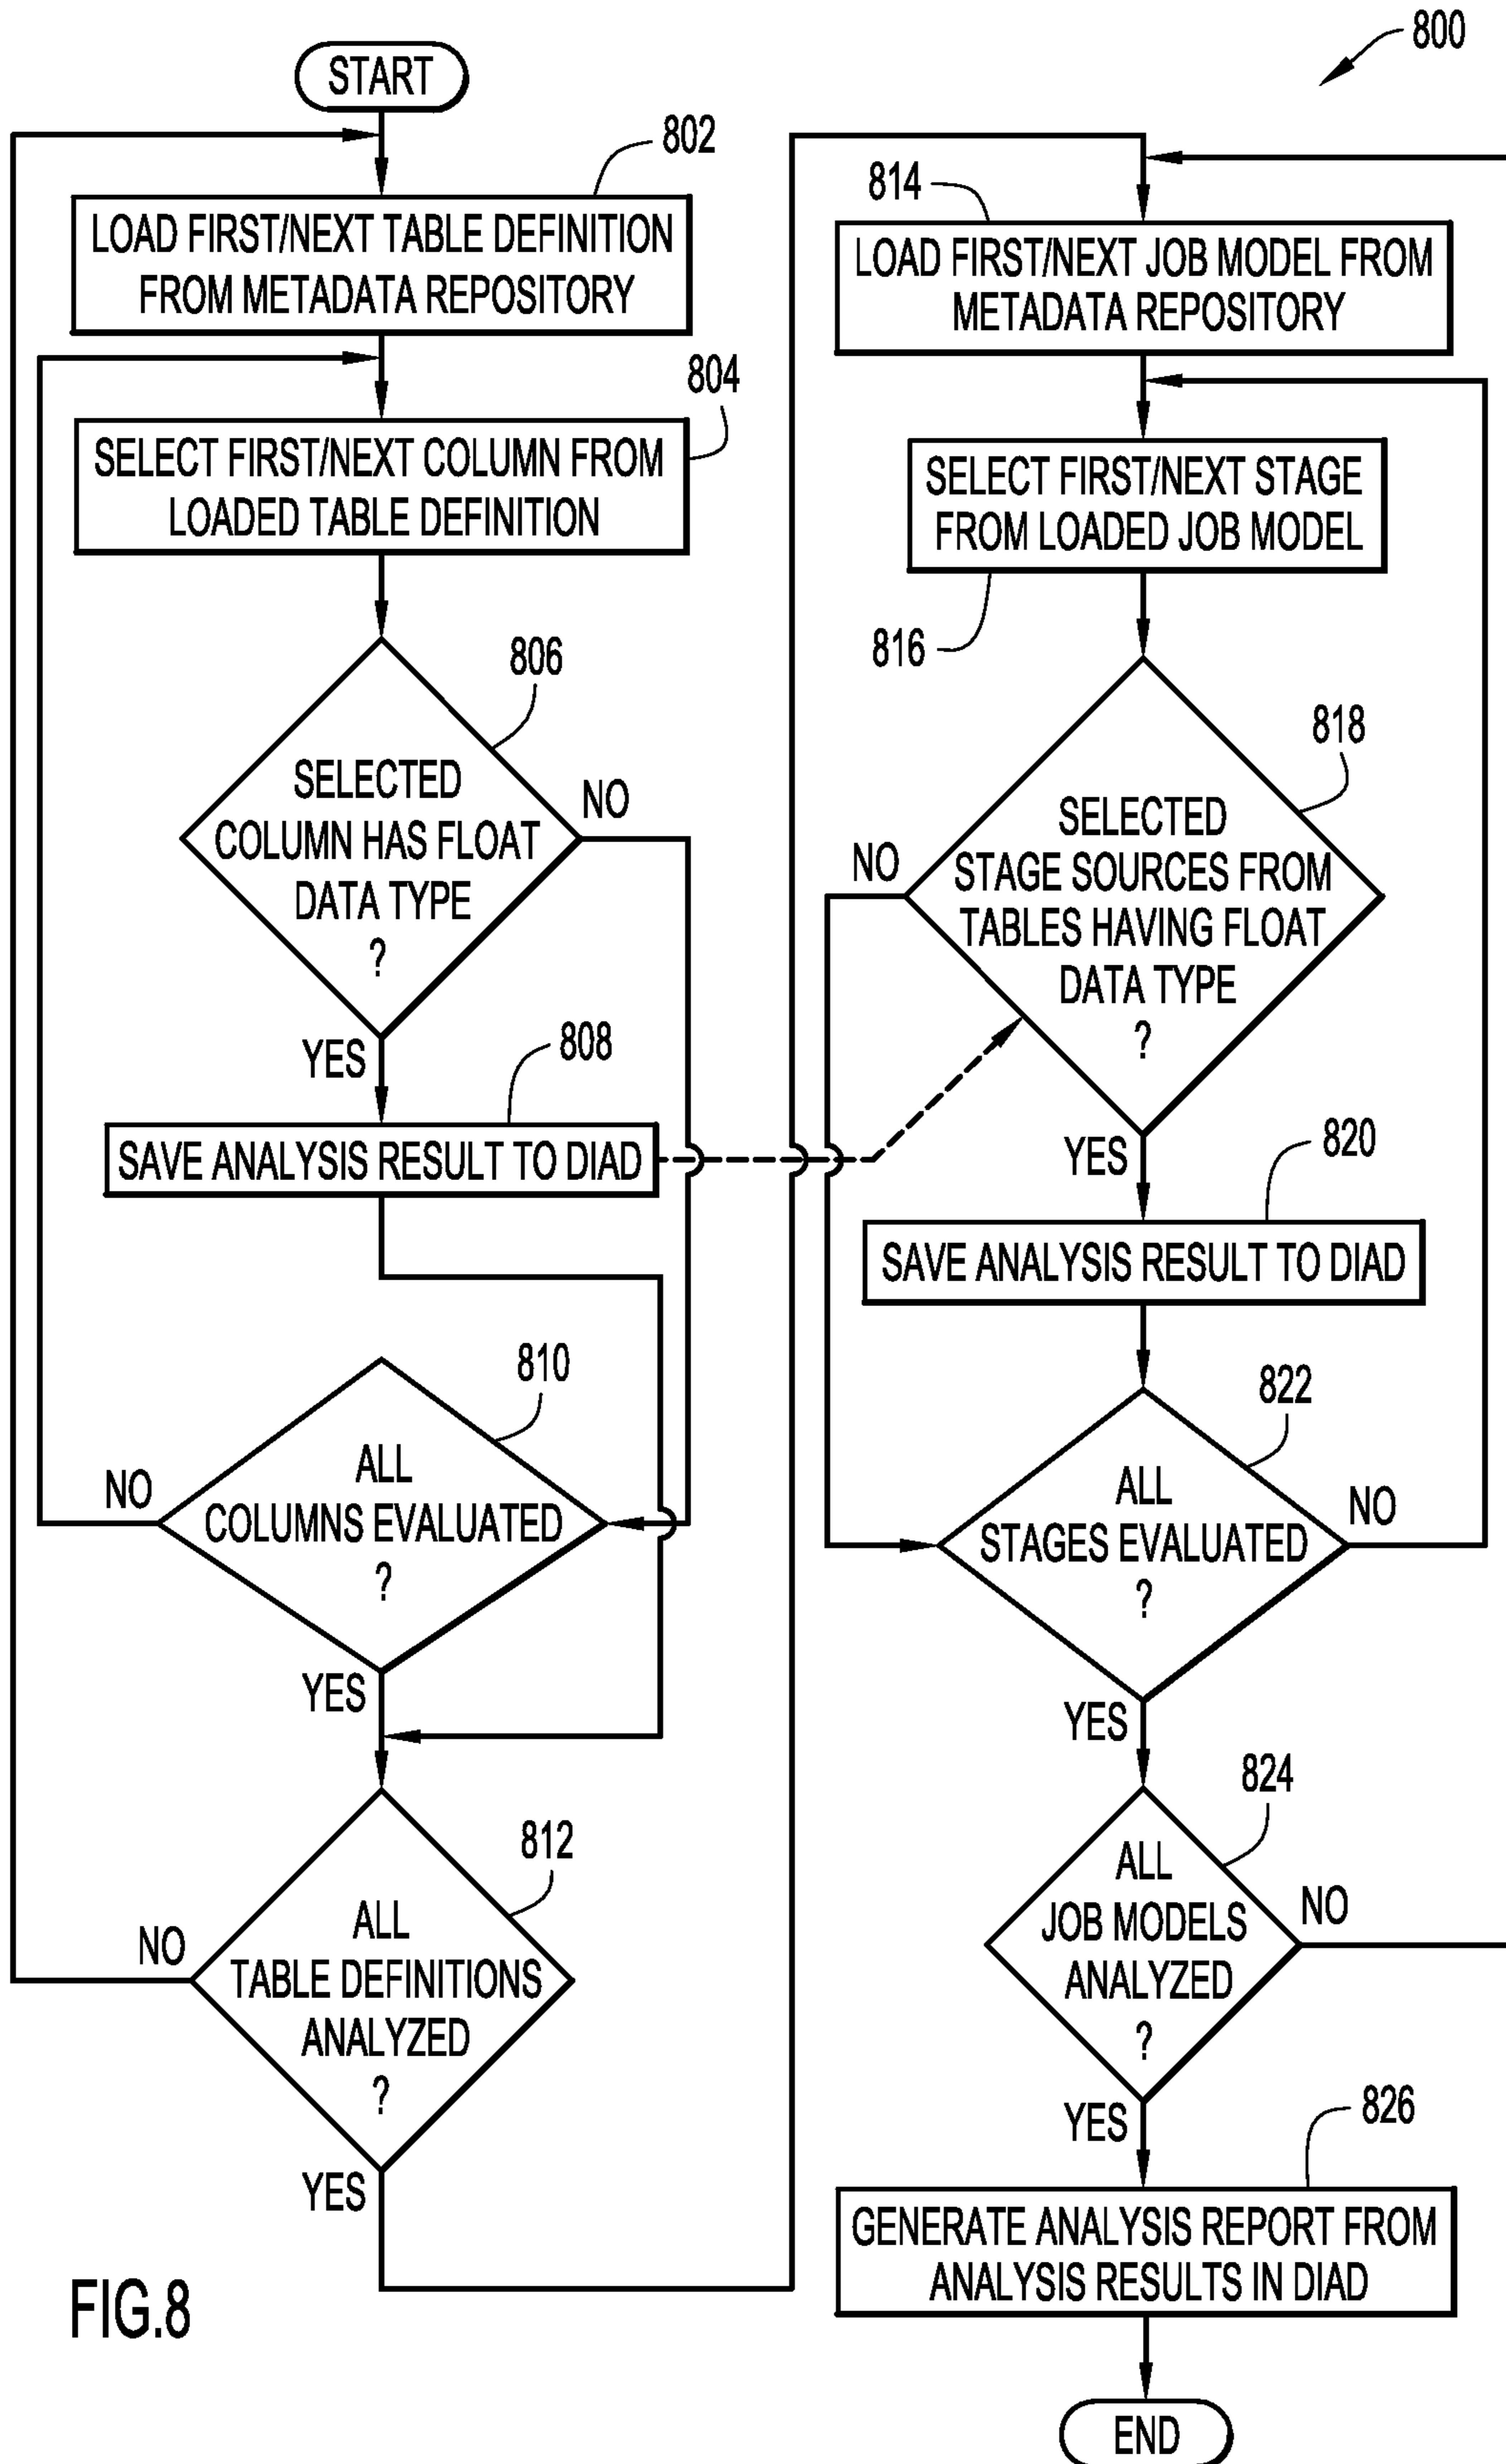 800
START
802
LOAD FIRST/NEXT TABLE DEFINITION
FROM METADATA REPOSITORY
804
SELECT FIRST/NEXT COLUMN FROM
LOADED TABLE DEFINITION
806
SELECTED
COLUMN HAS FLOAT
DATA TYPE
?
NO
YES
808
SAVE ANALYSIS RESULT TO DIAD
810
ALL
COLUMNS EVALUATED
?
NO
YES
812
ALL
TABLE DEFINITIONS
ANALYZED
?
NO
YES
814
LOAD FIRST/NEXT JOB MODEL FROM
METADATA REPOSITORY
SELECT FIRST/NEXT STAGE
FROM LOADED JOB MODEL
816
818
SELECTED
STAGE SOURCES FROM
TABLES HAVING FLOAT
DATA TYPE
?
NO
YES
820
SAVE ANALYSIS RESULT TO DIAD
822
ALL
STAGES EVALUATED
?
NO
YES
824
ALL
JOB MODELS
ANALYZED
?
NO
YES
826
GENERATE ANALYSIS REPORT FROM
ANALYSIS RESULTS IN DIAD
END
FIG.8